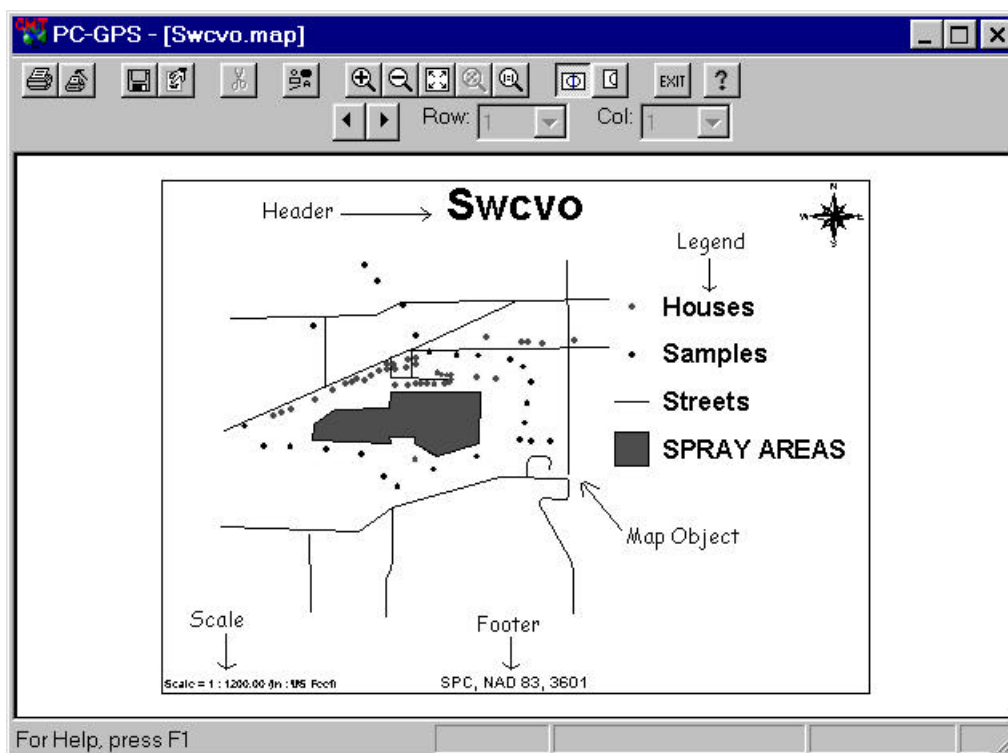 PC-GPS - [Swcvo.map]
EXIT ?
Row: 1 Col: 1
Header Swcvo
N
W E
S
Legend
Houses
Samples
Streets
SPRAY AREAS
Map Object
Scale Footer
Scale = 1 : 1200.00 (In : US Feet) SPC, NAD 83, 3601
For Help, press F1